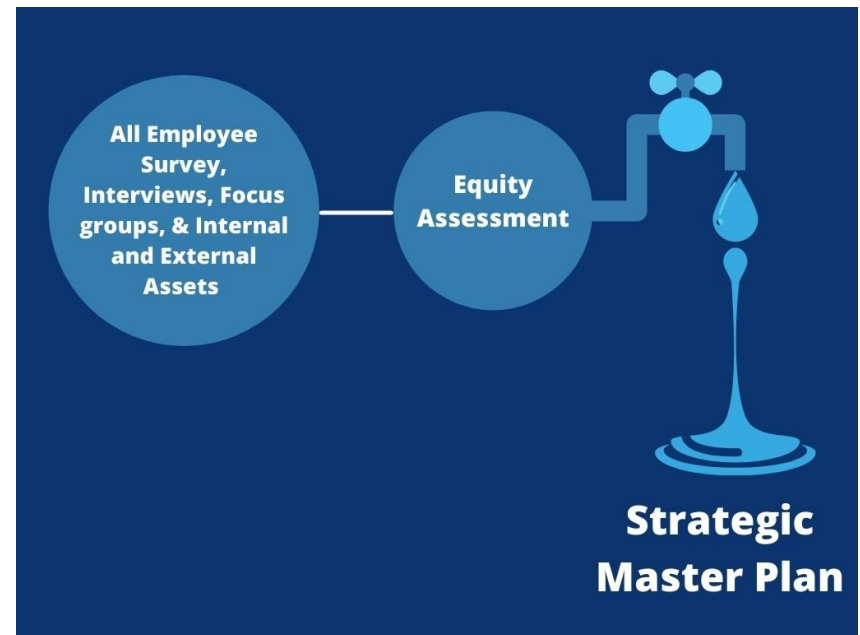 All Employee
Survey,
Interviews, Focus
groups, & Internal
and External
Assets
Equity
Assessment
Strategic
Master Plan